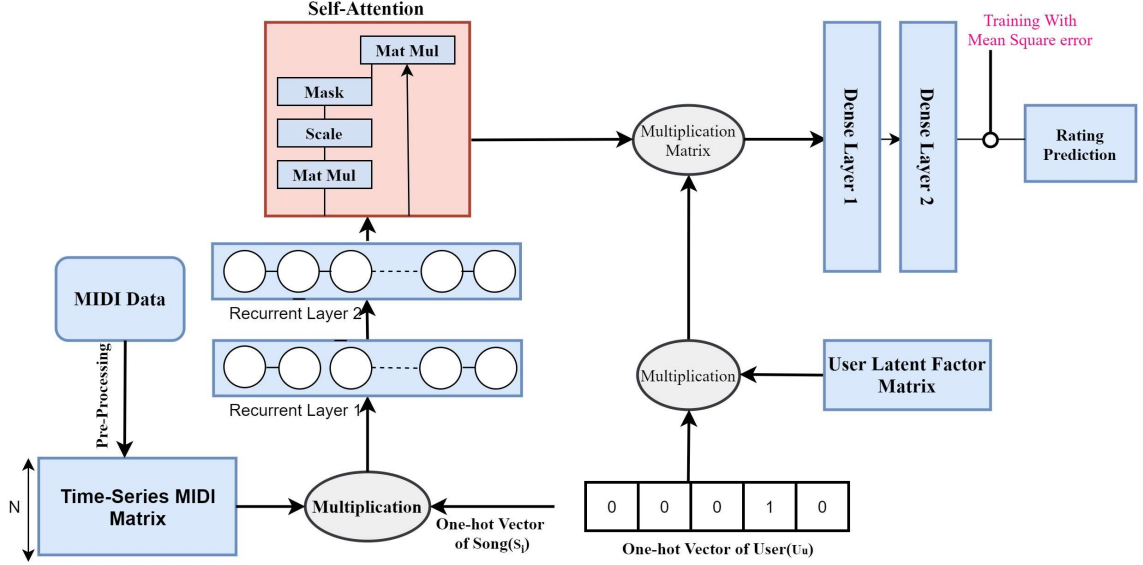 Self-Attention
Mat Mul
Mask
Scale
Mat Mul
Training With
Mean Square error
Multiplication
Matrix
Dense Layer 1
Dense Layer 2
Rating
Prediction
MIDI Data
Recurrent Layer 2
Pre-Processing
Recurrent Layer 1
Multiplication
User Latent Factor
Matrix
N
Time-Series MIDI
Matrix
Multiplication
One-hot Vector
of Song(Si)
0 0 0 1 0
One-hot Vector of User(Uu)